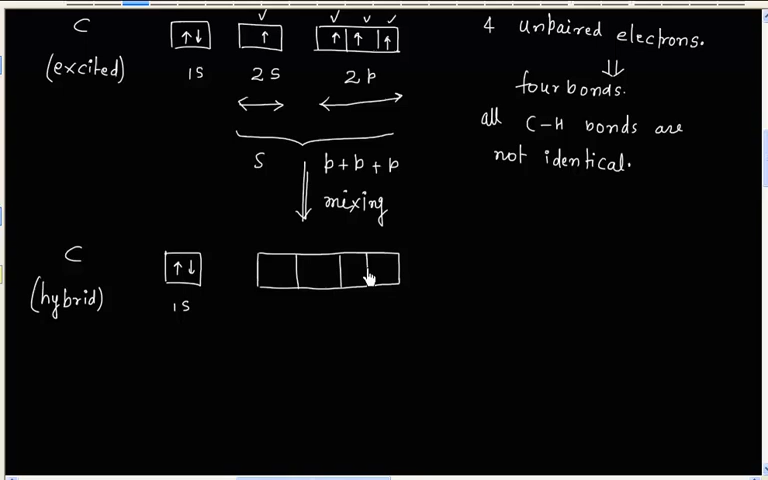 C
(excited)
↑↓ ↑ ↑ ↑ ↑
1s 2s 2p
s p+p+p
mixing
4 unpaired electrons.
⇓
four bonds.
all C-H bonds are
not identical.
C
(hybrid)
↑↓
1s